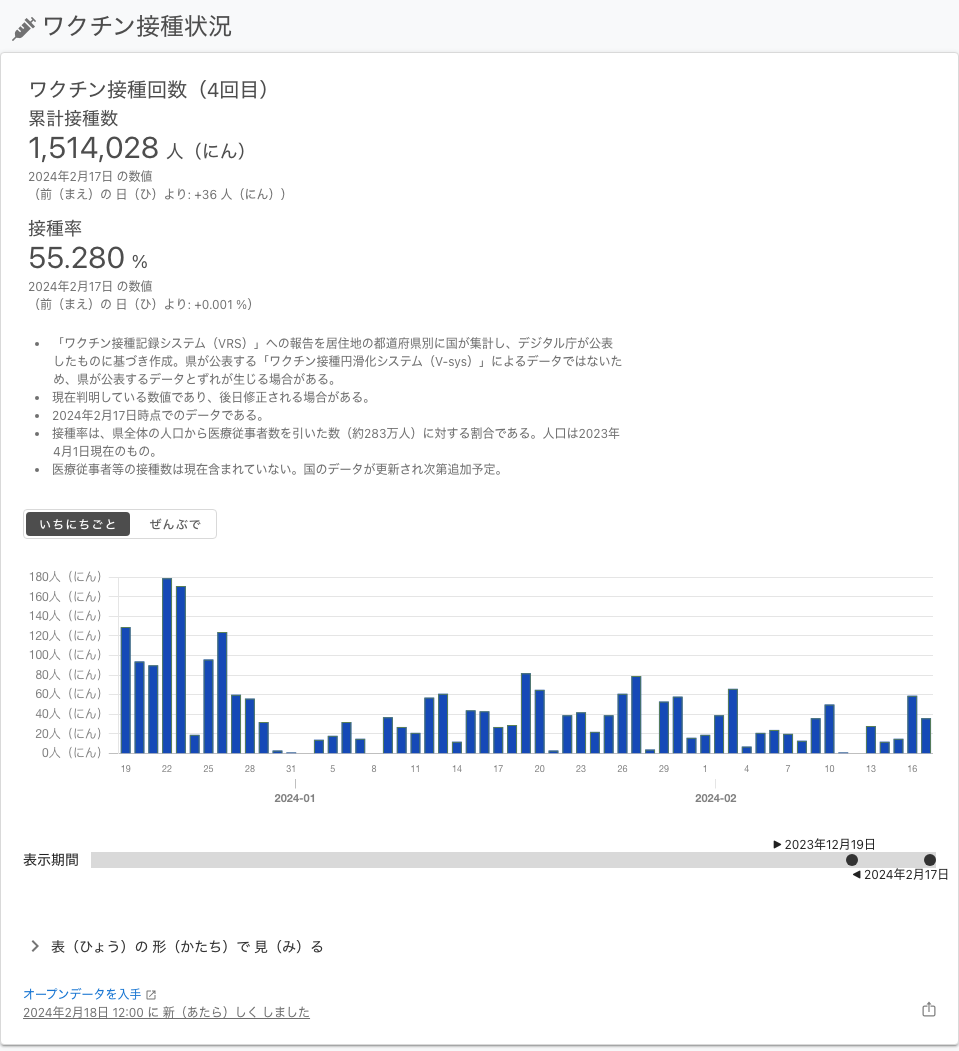 ワクチン接種状況
ワクチン接種回数（4回目）
累計接種数
1,514,028 人（にん）
2024年2月17日 の数値
（前（まえ）の 日（ひ）より: +36 人（にん））
接種率
55.280 %
2024年2月17日 の数値
（前（まえ）の 日（ひ）より: +0.001 %）
• 「ワクチン接種記録システム（VRS）」への報告を居住地の都道府県別に国が集計し、デジタル庁が公表
したものに基づき作成。県が公表する「ワクチン接種円滑化システム（V-sys）」によるデータではないた
め、県が公表するデータとずれが生じる場合がある。
• 現在判明している数値であり、後日修正される場合がある。
• 2024年2月17日時点でのデータである。
• 接種率は、県全体の人口から医療従事者数を引いた数（約283万人）に対する割合である。人口は2023年
4月1日現在のもの。
• 医療従事者等の接種数は現在含まれていない。国のデータが更新され次第追加予定。
いちにちごと ぜんぶで
180人（にん）
160人（にん）
140人（にん）
120人（にん）
100人（にん）
80人（にん）
60人（にん）
40人（にん）
20人（にん）
0人（にん）
19 22 25 28 31 5 8 11 14 17 20 23 26 29 1 4 7 10 13 16
2024-01 2024-02
▶ 2023年12月19日
表示期間
◀ 2024年2月17日
表（ひょう）の 形（かたち）で 見（み）る
オープンデータを入手
2024年2月18日 12:00 に 新（あたら）しく しました